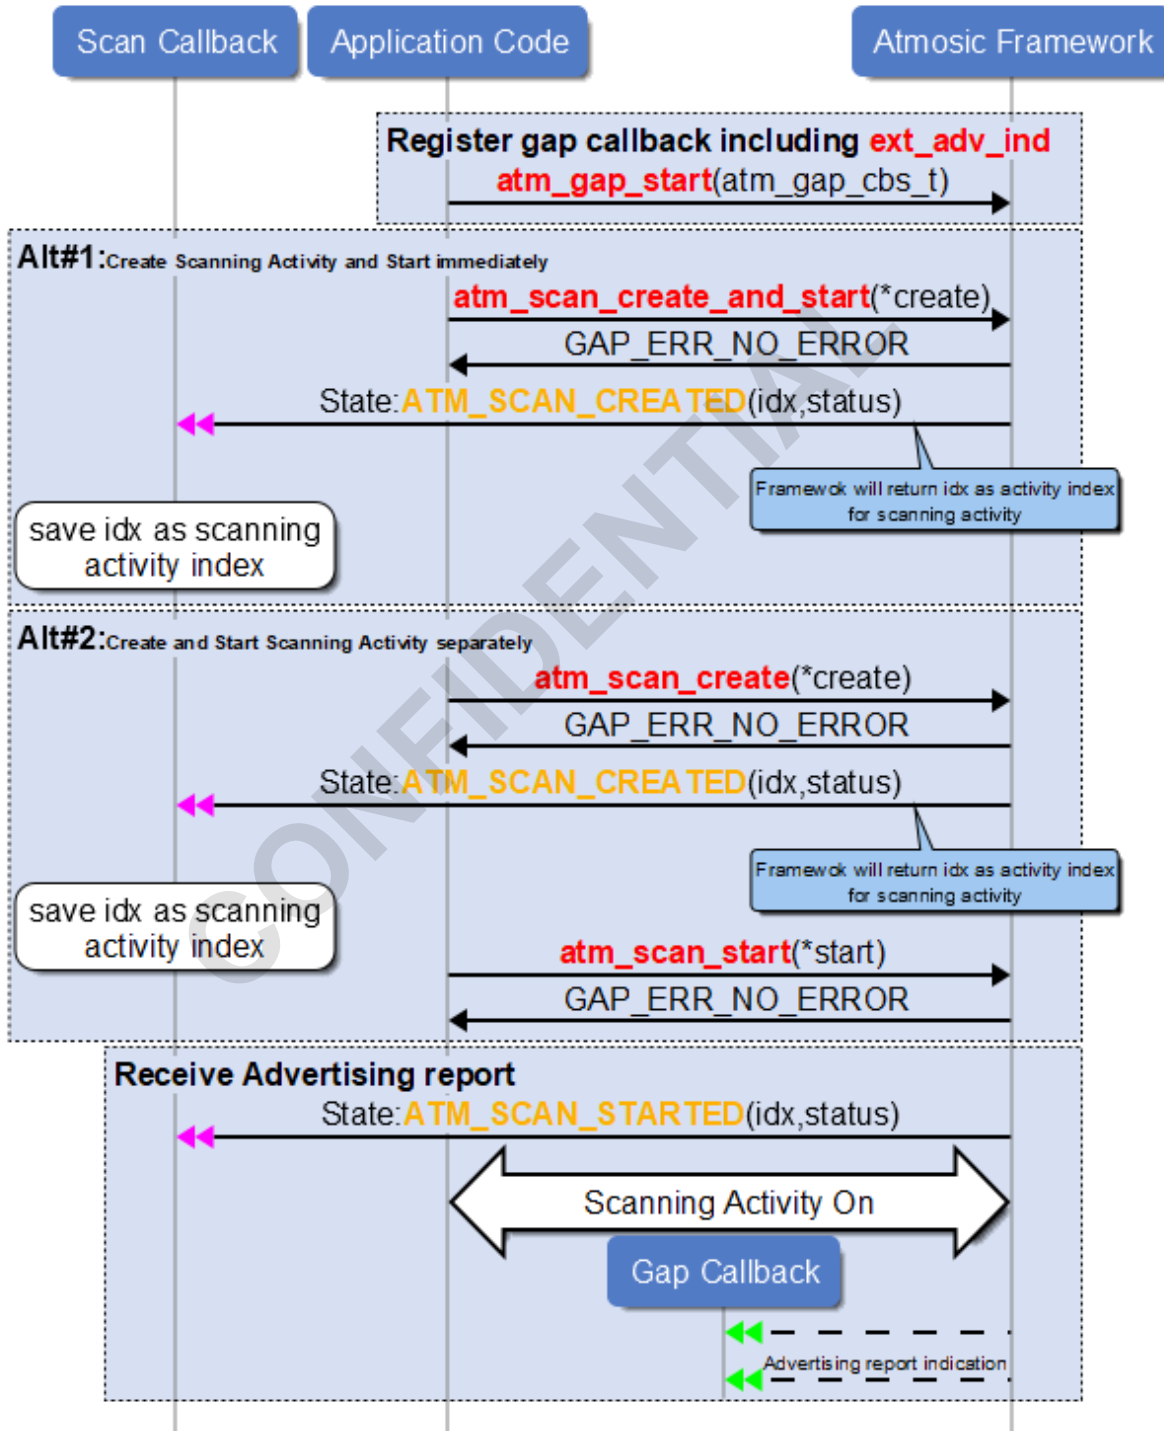 Scan Callback
Application Code
Atmosic Framework
Register gap callback including ext_adv_ind
atm_gap_start(atm_gap_cbs_t)
Alt#1:Create Scanning Activity and Start immediately
atm_scan_create_and_start(*create)
GAP_ERR_NO_ERROR
State:ATM_SCAN_CREATED(idx,status)
Framewok will return idx as activity index
for scanning activity
save idx as scanning
activity index
Alt#2:Create and Start Scanning Activity separately
atm_scan_create(*create)
GAP_ERR_NO_ERROR
State:ATM_SCAN_CREATED(idx,status)
Framewok will return idx as activity index
for scanning activity
save idx as scanning
activity index
atm_scan_start(*start)
GAP_ERR_NO_ERROR
Receive Advertising report
State:ATM_SCAN_STARTED(idx,status)
Scanning Activity On
Gap Callback
Advertising report indication
CONFIDENTIAL